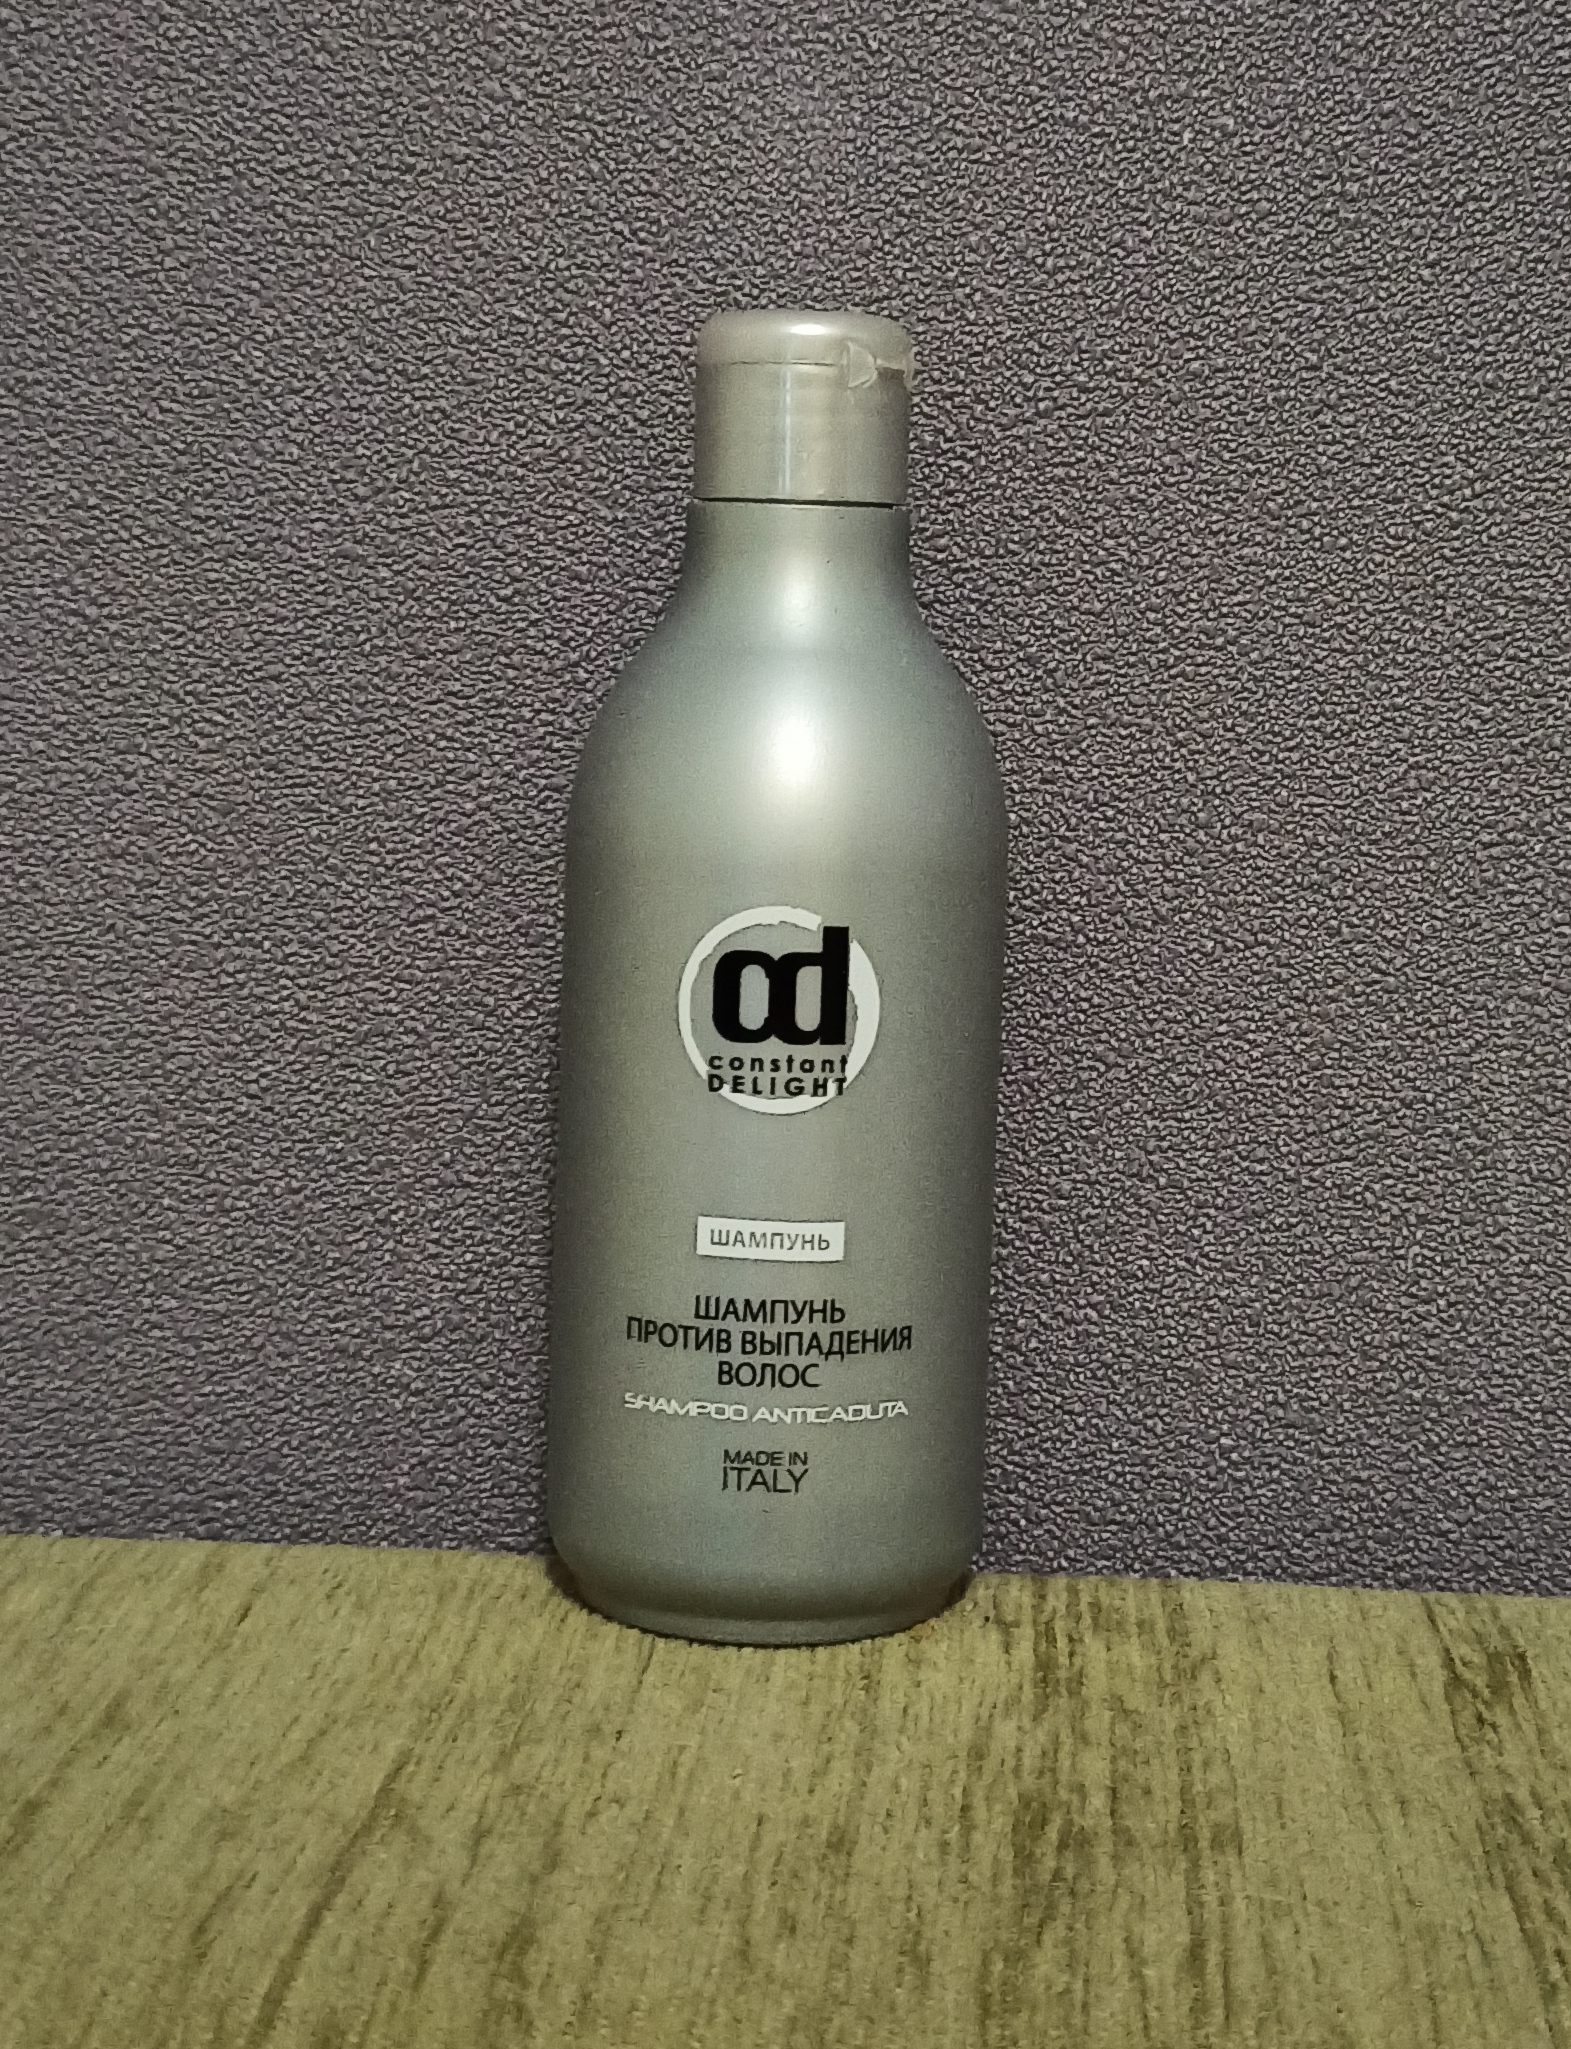 cd
constant
DELIGHT
ШАМПУНЬ
ШАМПУНЬ
ПРОТИВ ВЫПАДЕНИЯ
ВОЛОС
SHAMPOO ANTICADUTA
MADE IN
ITALY